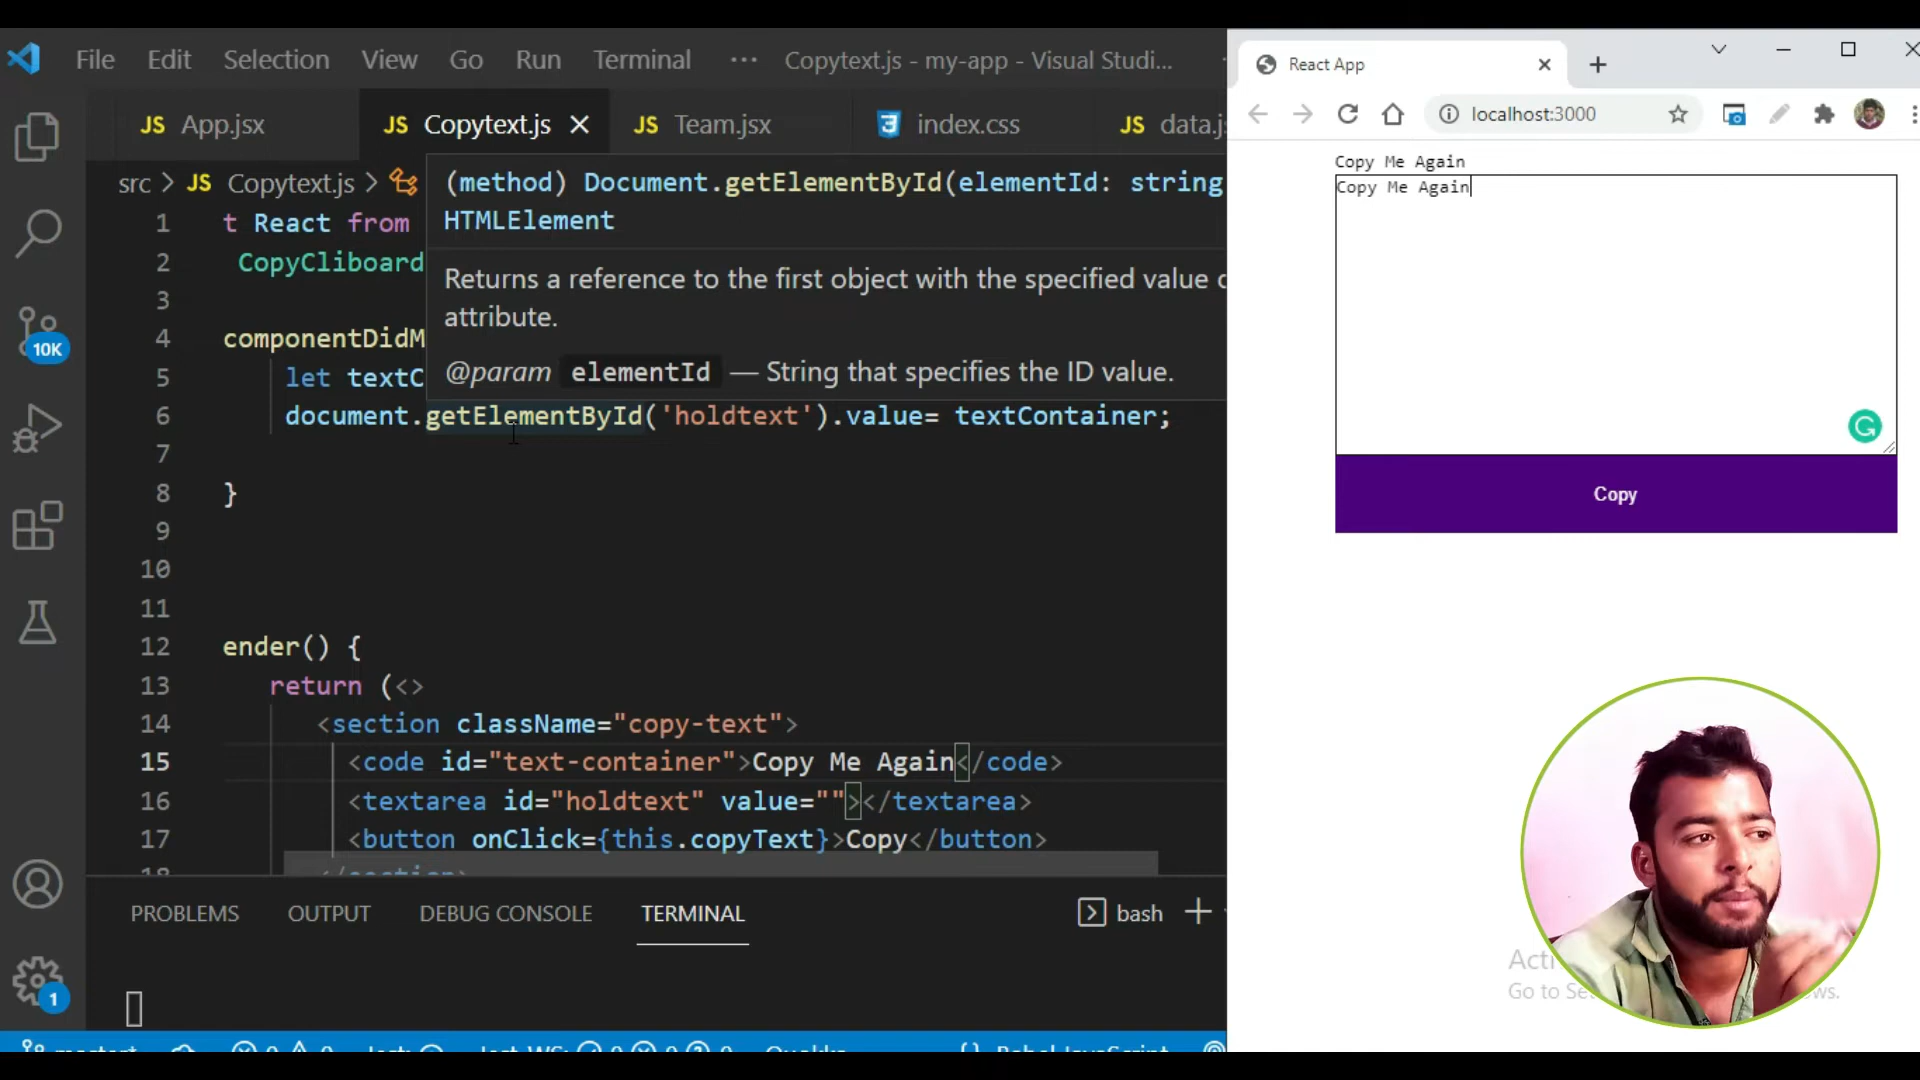 File Edit Selection View Go Run Terminal ··· Copytext.js - my-app - Visual Studi...
JS App.jsx JS Copytext.js JS Team.jsx index.css JS data.j
src > JS Copytext.js >
(method) Document.getElementById(elementId: string
HTMLElement
Returns a reference to the first object with the specified value
attribute.
@param elementId — String that specifies the ID value.
1 t React from
2 CopyCliboard
3
4 componentDidM
5 let textC
6 document.getElementById('holdtext').value= textContainer;
7
8 }
9
10
11
12 ender() {
13 return (<>
14 <section className="copy-text">
15 <code id="text-container">Copy Me Again</code>
16 <textarea id="holdtext" value=""></textarea>
17 <button onClick={this.copyText}>Copy</button>
10K
1
PROBLEMS OUTPUT DEBUG CONSOLE TERMINAL bash
React App
localhost:3000
Copy Me Again
Copy Me Again
Copy
Acti
Go to Se
ws.